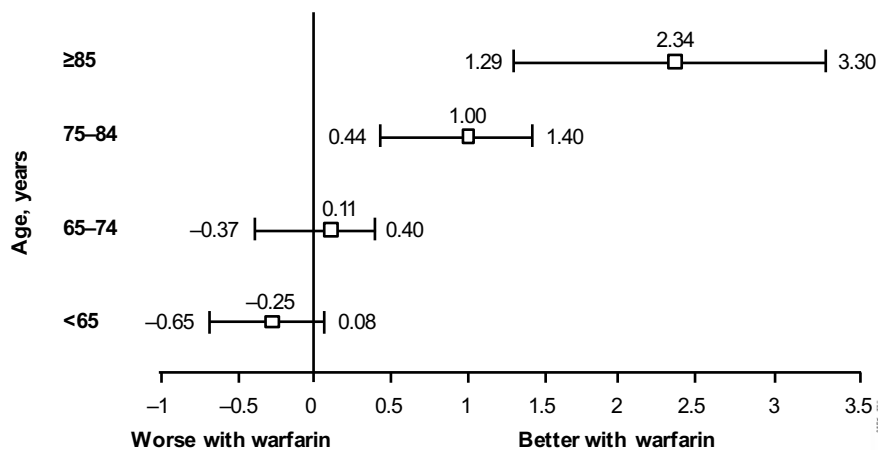 2.34
≥85 1.29 3.30
1.00
75–84 0.44 1.40
Age, years
0.11
65–74 –0.37 0.40
–0.25
<65 –0.65 0.08
–1 –0.5 0 0.5 1 1.5 2 2.5 3 3.5
Worse with warfarin Better with warfarin